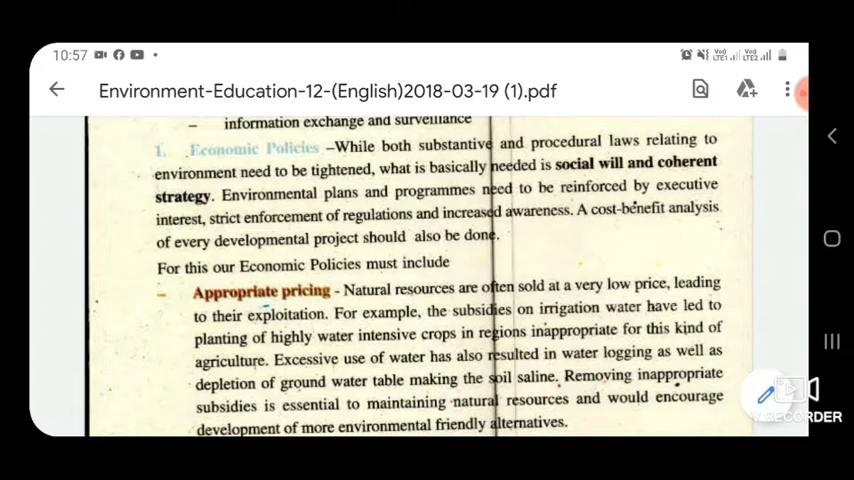 10:57
VoD LTE1 VoD LTE2
Environment-Education-12-(English)2018-03-19 (1).pdf
– information exchange and surveillance
1. Economic Policies –While both substantive and procedural laws relating to
environment need to be tightened, what is basically needed is social will and coherent
strategy. Environmental plans and programmes need to be reinforced by executive
interest, strict enforcement of regulations and increased awareness. A cost-benefit analysis
of every developmental project should also be done.
For this our Economic Policies must include
– Appropriate pricing - Natural resources are often sold at a very low price, leading
to their exploitation. For example, the subsidies on irrigation water have led to
planting of highly water intensive crops in regions inappropriate for this kind of
agriculture. Excessive use of water has also resulted in water logging as well as
depletion of ground water table making the soil saline. Removing inappropriate
subsidies is essential to maintaining natural resources and would encourage
development of more environmental friendly alternatives.
V RECORDER